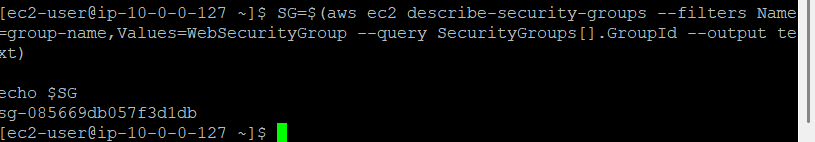 [ec2-user@ip-10-0-0-127 ~]$ SG=$(aws ec2 describe-security-groups --filters Name
=group-name,Values=WebSecurityGroup --query SecurityGroups[].GroupId --output te
xt)
echo $SG
sg-085669db057f3d1db
[ec2-user@ip-10-0-0-127 ~]$